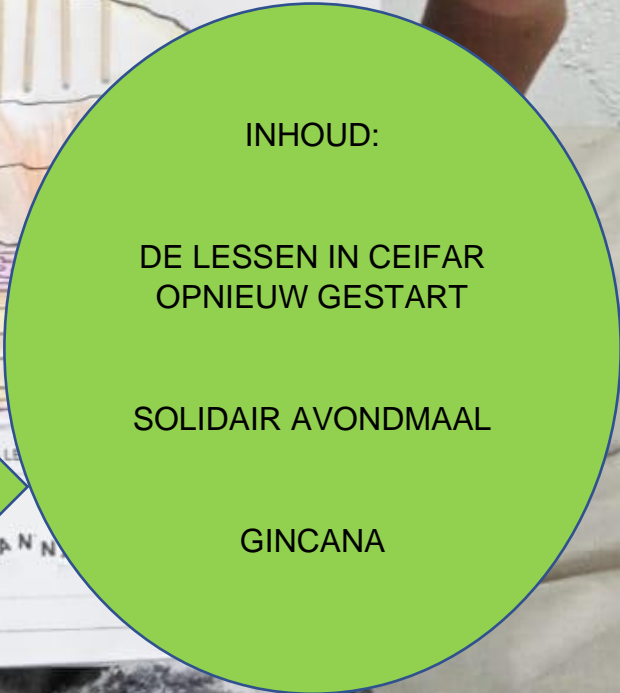 INHOUD:
DE LESSEN IN CEIFAR
OPNIEUW GESTART
SOLIDAIR AVONDMAAL
GINCANA